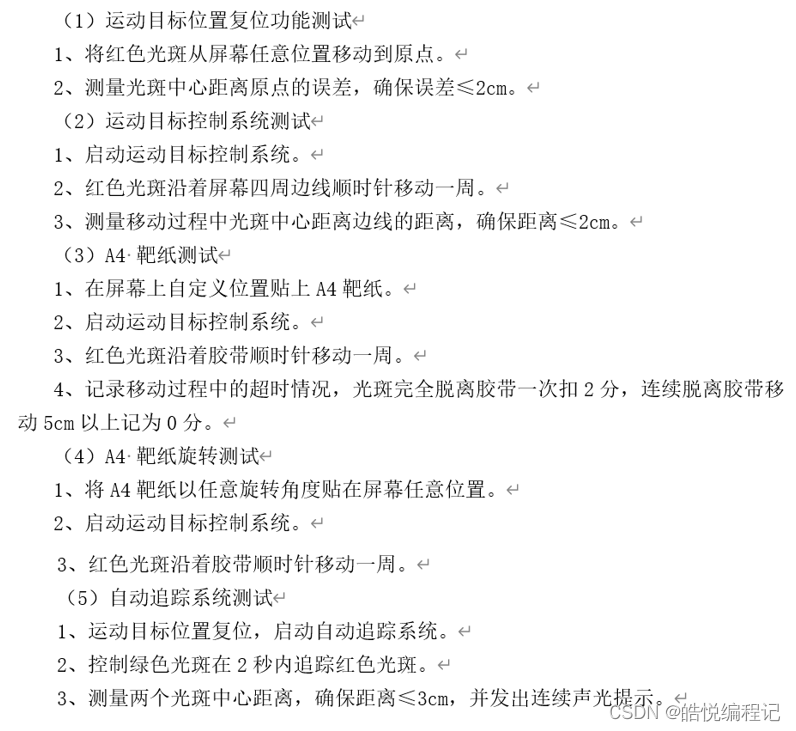 （1）运动目标位置复位功能测试↵
1、将红色光斑从屏幕任意位置移动到原点。↵
2、测量光斑中心距离原点的误差，确保误差≤2cm。↵
（2）运动目标控制系统测试↵
1、启动运动目标控制系统。↵
2、红色光斑沿着屏幕四周边线顺时针移动一周。↵
3、测量移动过程中光斑中心距离边线的距离，确保距离≤2cm。↵
（3）A4·靶纸测试↵
1、在屏幕上自定义位置贴上 A4 靶纸。↵
2、启动运动目标控制系统。↵
3、红色光斑沿着胶带顺时针移动一周。↵
4、记录移动过程中的超时情况，光斑完全脱离胶带一次扣 2 分，连续脱离胶带移
动 5cm 以上记为 0 分。↵
（4）A4·靶纸旋转测试↵
1、将 A4 靶纸以任意旋转角度贴在屏幕任意位置。↵
2、启动运动目标控制系统。↵
3、红色光斑沿着胶带顺时针移动一周。↵
（5）自动追踪系统测试↵
1、运动目标位置复位，启动自动追踪系统。↵
2、控制绿色光斑在 2 秒内追踪红色光斑。↵
3、测量两个光斑中心距离，确保距离≤3cm，并发出连续声光提示。↵
CSDN @皓悦编程记